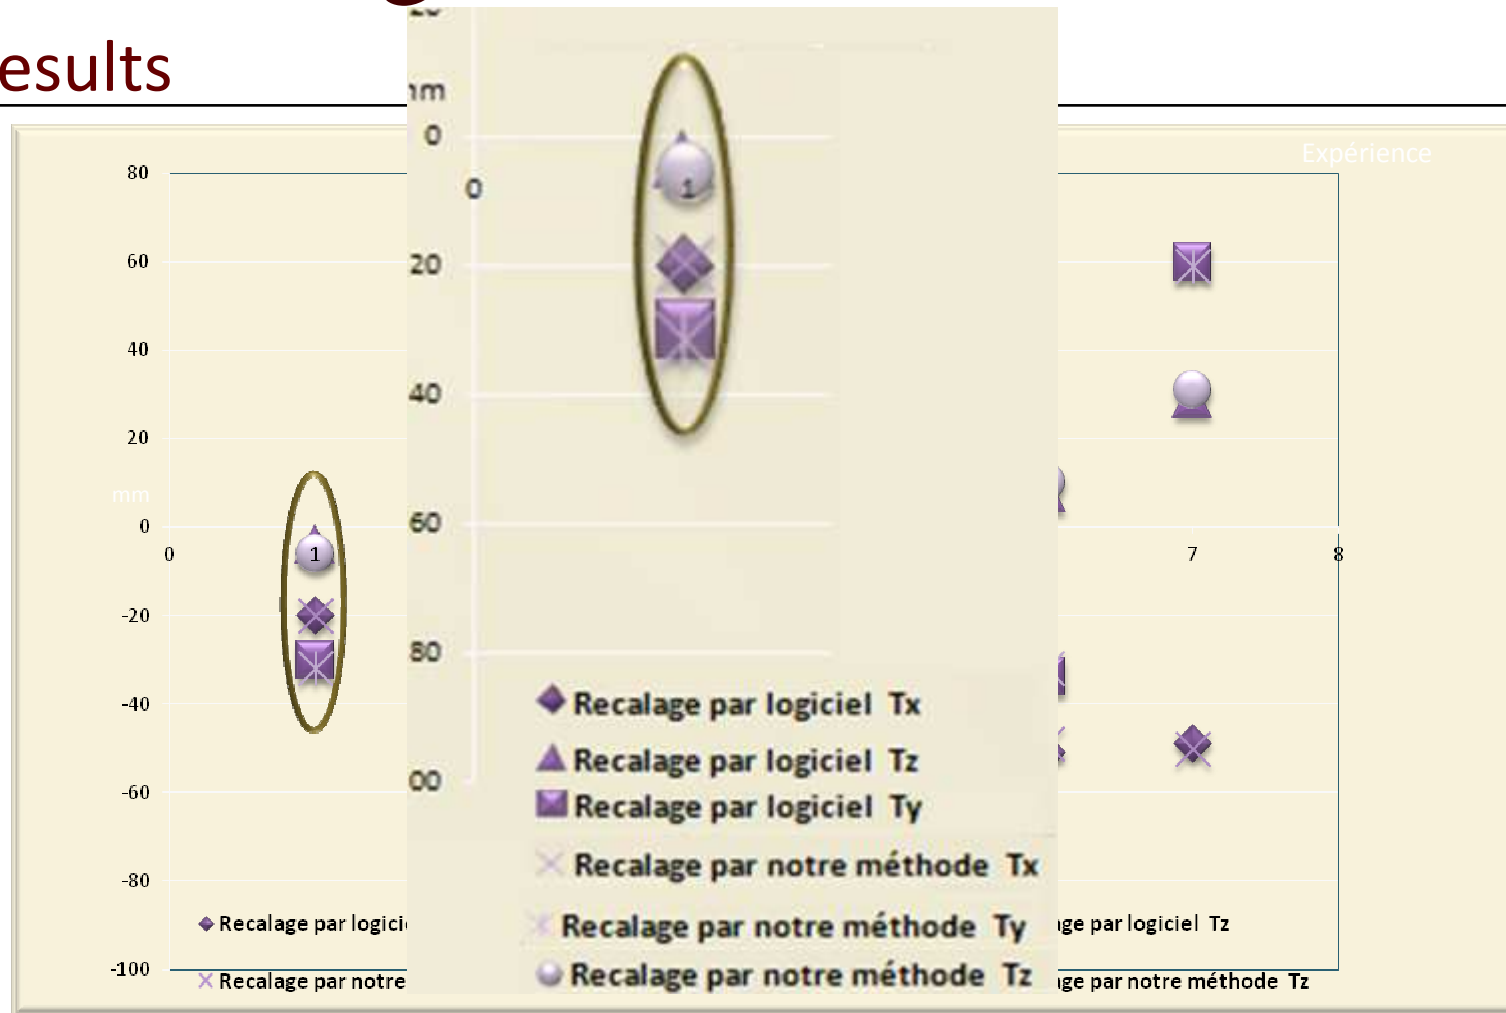 esults
mm
0
0
1
20
40
60
80
00
Recalage par logiciel Tx
Recalage par logiciel Tz
Recalage par logiciel Ty
Recalage par notre méthode Tx
Recalage par notre méthode Ty
Recalage par notre méthode Tz
Expérience
80
60
40
20
mm
0
0
1
7
8
-20
-40
-60
-80
-100
Recalage par logicie
ge par logiciel Tz
Recalage par notre
ge par notre méthode Tz